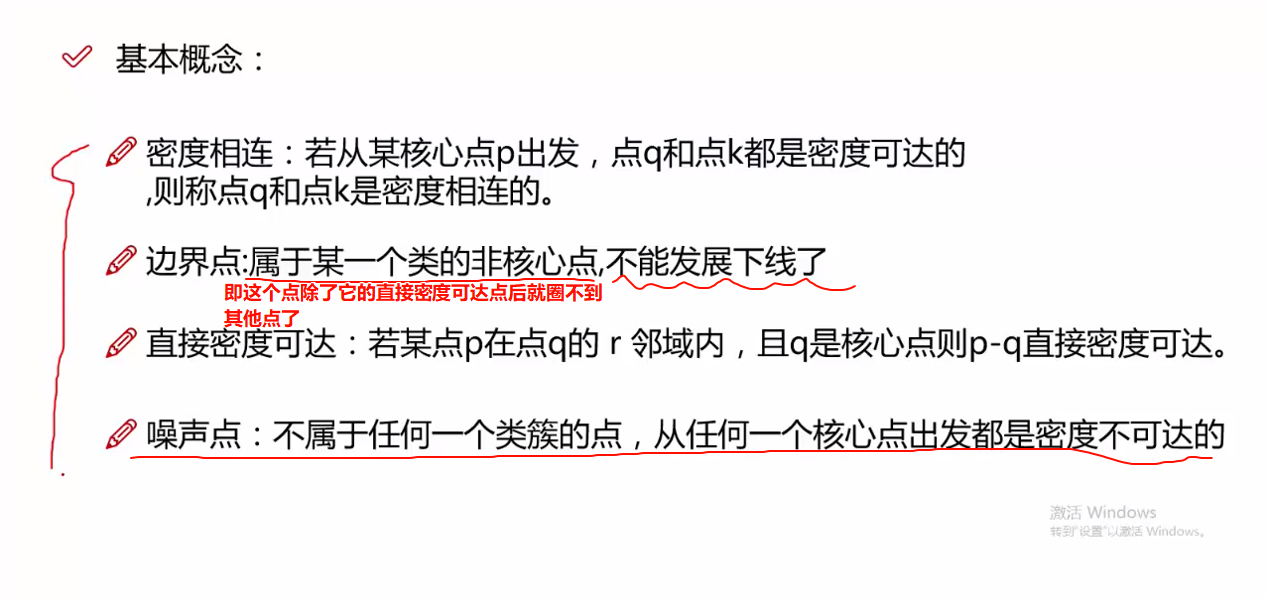 基本概念：
密度相连：若从某核心点p出发，点q和点k都是密度可达的
,则称点q和点k是密度相连的。
边界点:属于某一个类的非核心点,不能发展下线了
即这个点除了它的直接密度可达点后就圈不到
其他点了
直接密度可达：若某点p在点q的 r 邻域内，且q是核心点则p-q直接密度可达。
噪声点：不属于任何一个类簇的点，从任何一个核心点出发都是密度不可达的
激活 Windows
转到"设置"以激活 Windows。